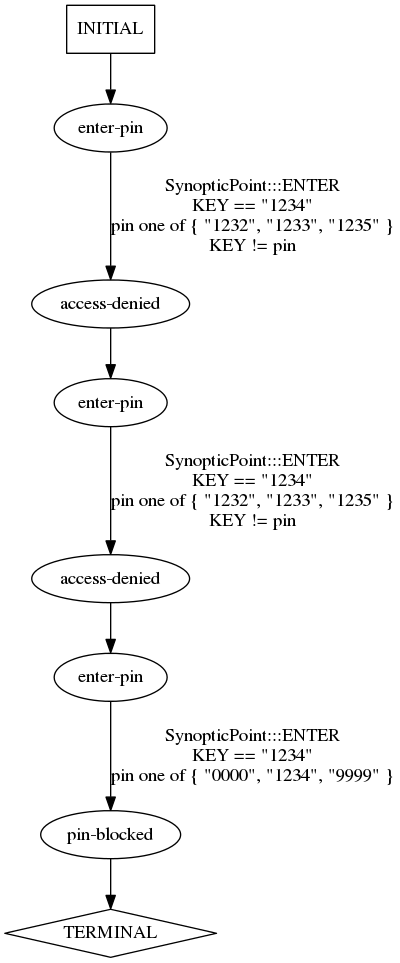 INITIAL
enter-pin
SynopticPoint:::ENTER
KEY == "1234"
pin one of { "1232", "1233", "1235" }
KEY != pin
access-denied
enter-pin
SynopticPoint:::ENTER
KEY == "1234"
pin one of { "1232", "1233", "1235" }
KEY != pin
access-denied
enter-pin
SynopticPoint:::ENTER
KEY == "1234"
pin one of { "0000", "1234", "9999" }
pin-blocked
TERMINAL